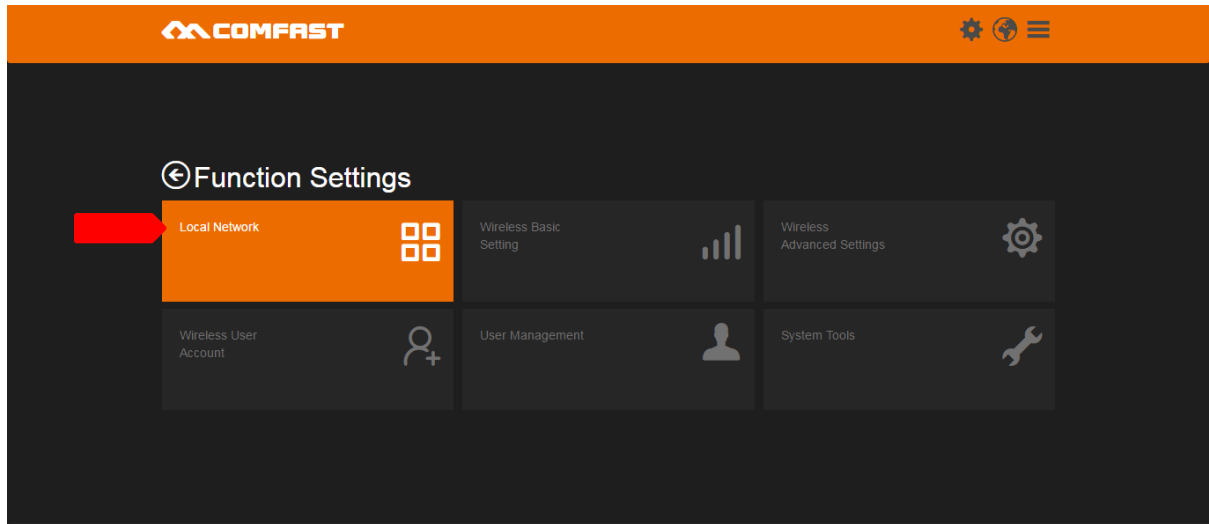 COMFAST
Function Settings
Local Network
Wireless Basic
Setting
Wireless
Advanced Settings
Wireless User
Account
User Management
System Tools